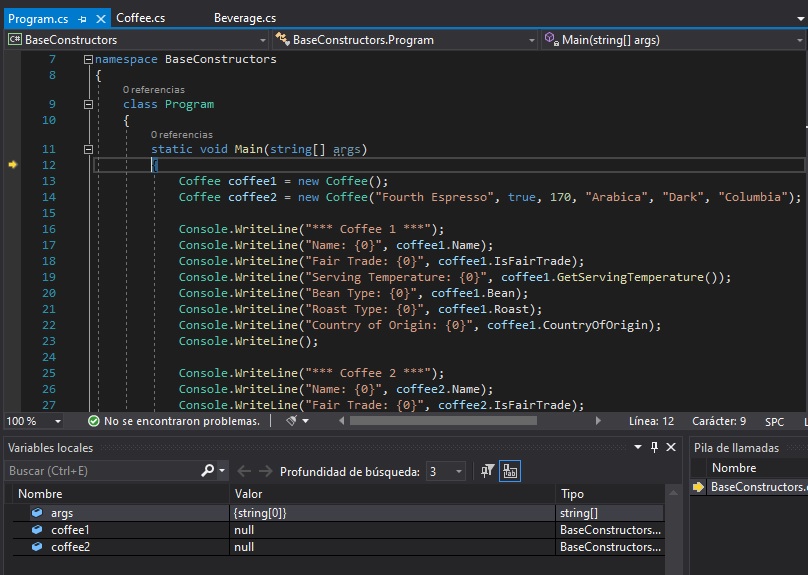 Program.cs
Coffee.cs
Beverage.cs
C# BaseConstructors
BaseConstructors.Program
Main(string[] args)
7 namespace BaseConstructors
8 {
0 referencias
9 class Program
10 {
0 referencias
11 static void Main(string[] args)
12 {
13 Coffee coffee1 = new Coffee();
14 Coffee coffee2 = new Coffee("Fourth Espresso", true, 170, "Arabica", "Dark", "Columbia");
15
16 Console.WriteLine("*** Coffee 1 ***");
17 Console.WriteLine("Name: {0}", coffee1.Name);
18 Console.WriteLine("Fair Trade: {0}", coffee1.IsFairTrade);
19 Console.WriteLine("Serving Temperature: {0}", coffee1.GetServingTemperature());
20 Console.WriteLine("Bean Type: {0}", coffee1.Bean);
21 Console.WriteLine("Roast Type: {0}", coffee1.Roast);
22 Console.WriteLine("Country of Origin: {0}", coffee1.CountryOfOrigin);
23 Console.WriteLine();
24
25 Console.WriteLine("*** Coffee 2 ***");
26 Console.WriteLine("Name: {0}", coffee2.Name);
27 Console.WriteLine("Fair Trade: {0}", coffee2.IsFairTrade);
100 % No se encontraron problemas. Línea: 12 Carácter: 9 SPC L
Variables locales
Buscar (Ctrl+E) Profundidad de búsqueda: 3
Nombre Valor Tipo
args {string[0]} string[]
coffee1 null BaseConstructors...
coffee2 null BaseConstructors...
Pila de llamadas
Nombre
BaseConstructors.